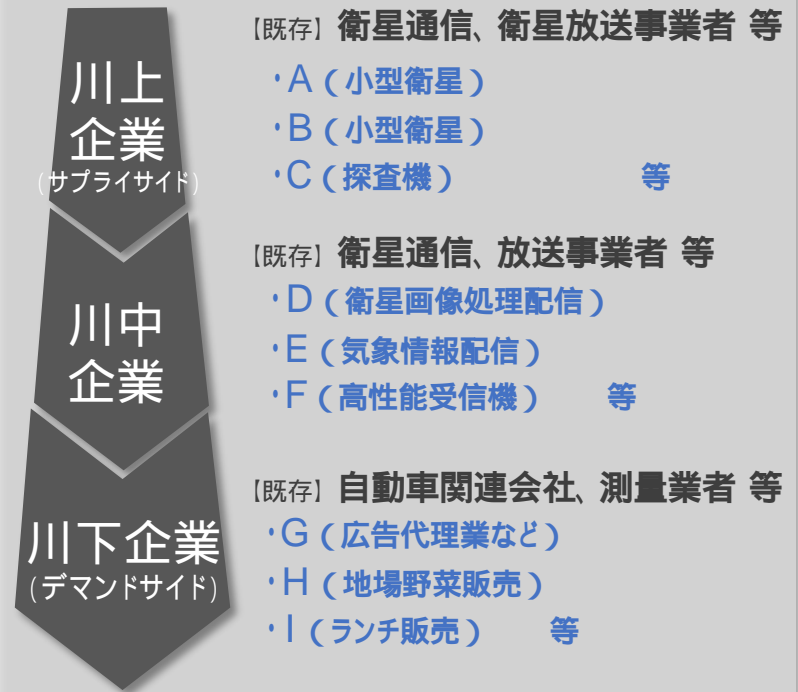 川上
企業
(サプライサイド)
【既存】衛星通信、衛星放送事業者 等
・A（小型衛星）
・B（小型衛星）
・C（探査機） 等
川中
企業
【既存】衛星通信、放送事業者 等
・D（衛星画像処理配信）
・E（気象情報配信）
・F（高性能受信機） 等
川下企業
(デマンドサイド)
【既存】自動車関連会社、測量業者 等
・G（広告代理業など）
・H（地場野菜販売）
・I（ランチ販売） 等